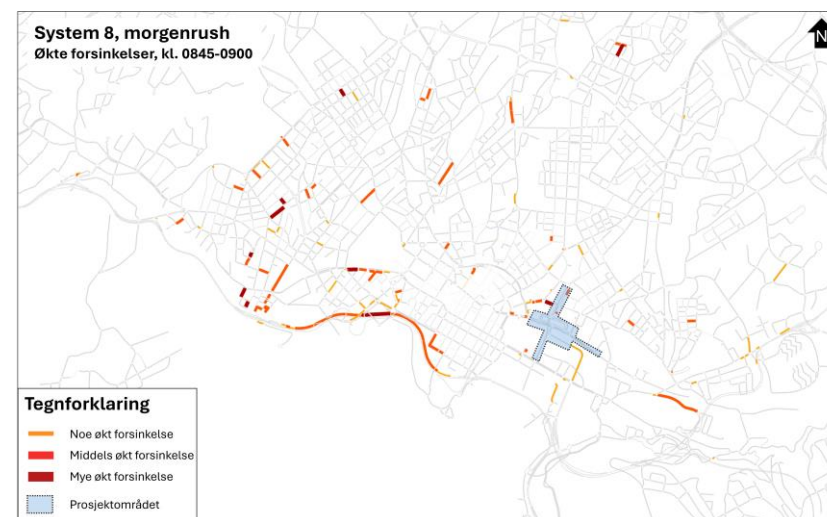 System 8, morgenrush
Økte forsinkelser, kl. 0845-0900
N
Tegnforklaring
Noe økt forsinkelse
Middels økt forsinkelse
Mye økt forsinkelse
Prosjektområdet